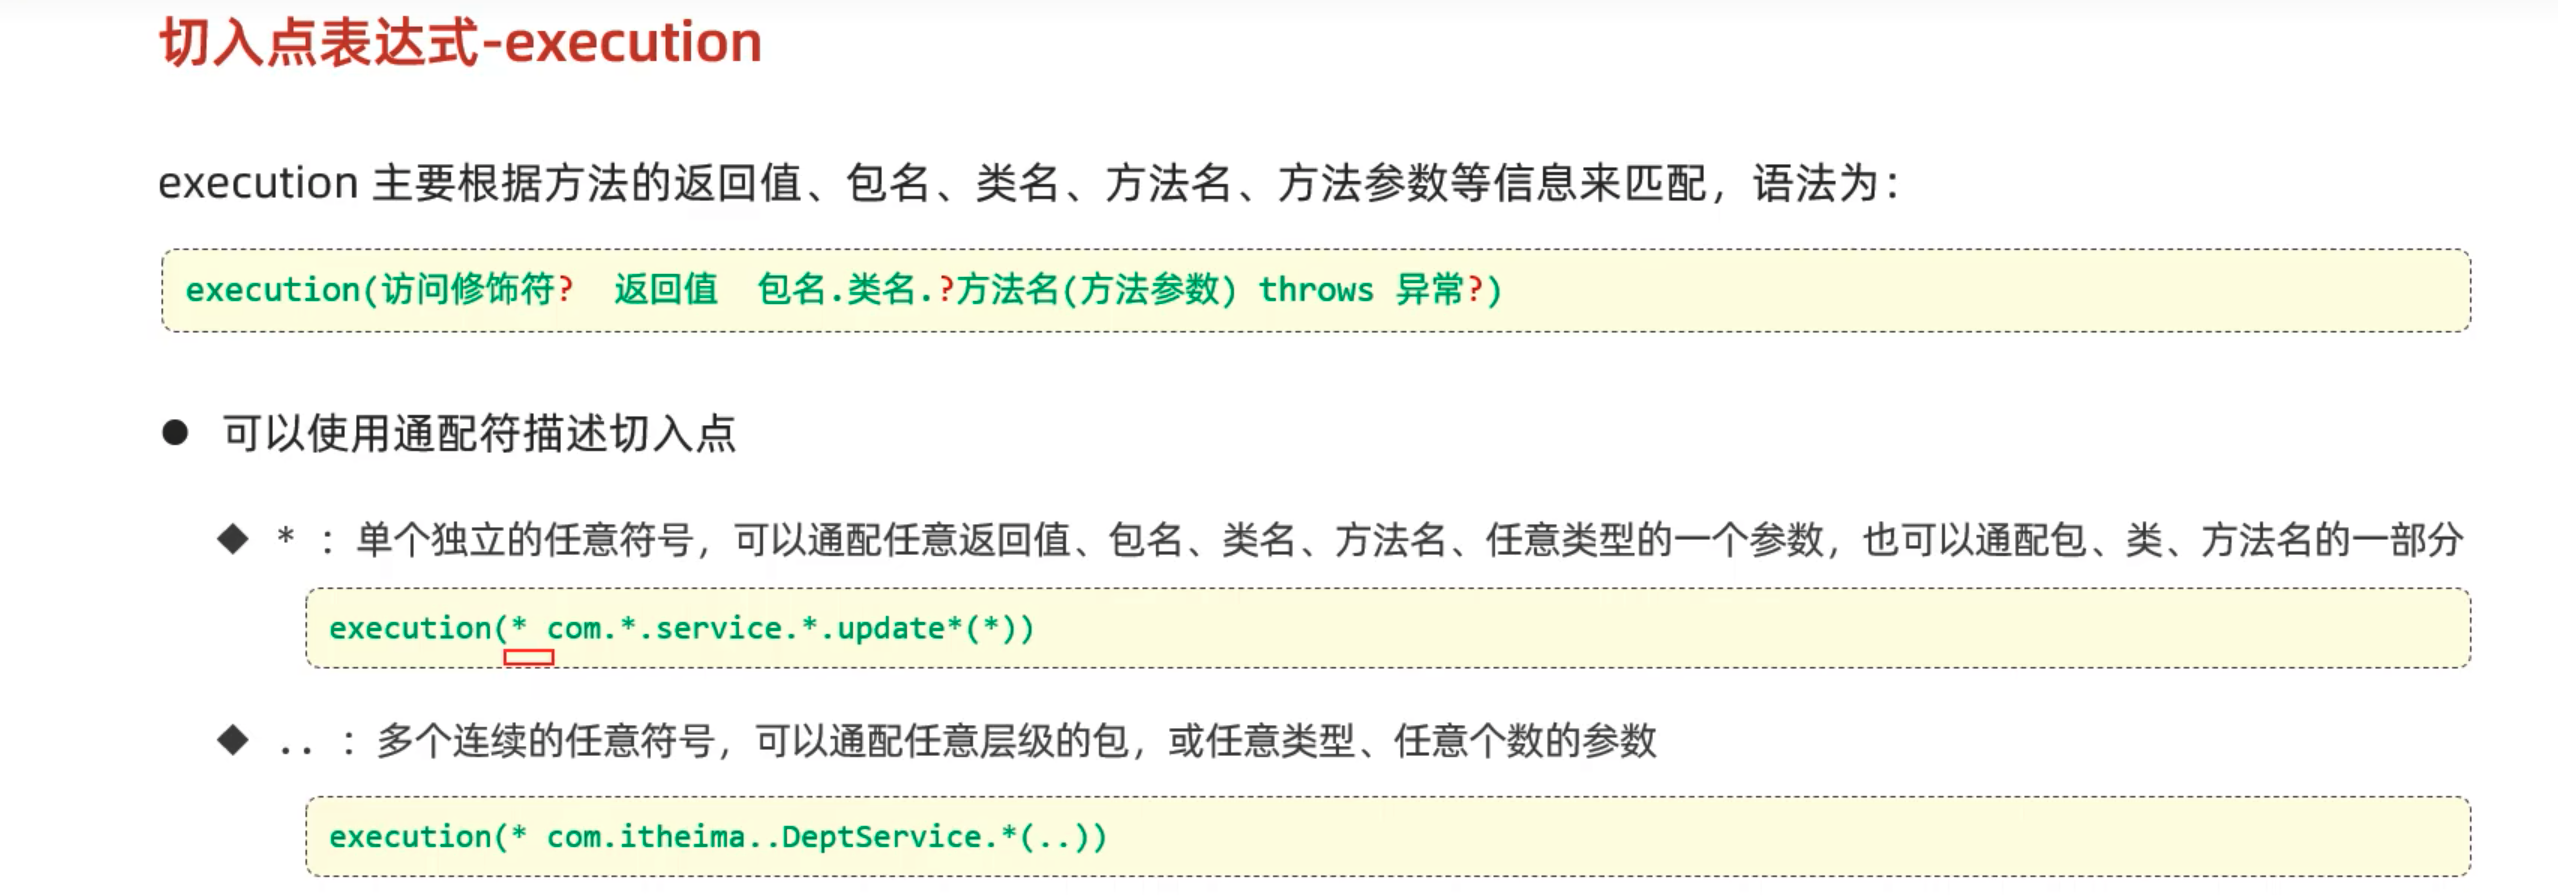 切入点表达式-execution
execution 主要根据方法的返回值、包名、类名、方法名、方法参数等信息来匹配，语法为：
execution(访问修饰符?  返回值  包名.类名.?方法名(方法参数) throws 异常?)
● 可以使用通配符描述切入点
◆ * ：单个独立的任意符号，可以通配任意返回值、包名、类名、方法名、任意类型的一个参数，也可以通配包、类、方法名的一部分
execution(* com.*.service.*.update*(*))
◆ .. ：多个连续的任意符号，可以通配任意层级的包，或任意类型、任意个数的参数
execution(* com.itheima..DeptService.*(..))